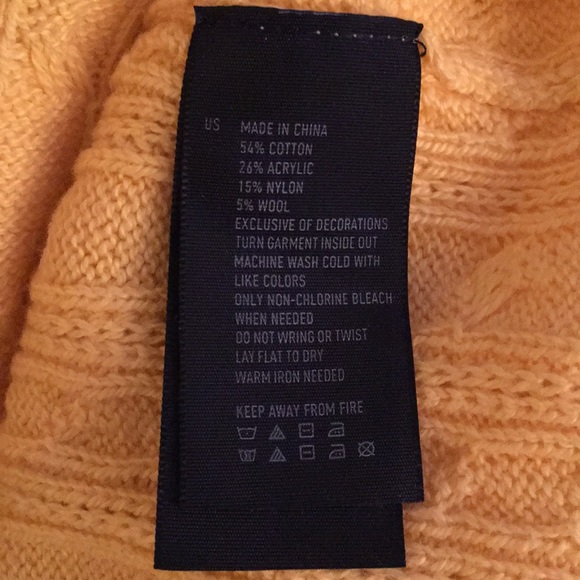 US
MADE IN CHINA
54% COTTON
26% ACRYLIC
15% NYLON
5% WOOL
EXCLUSIVE OF DECORATIONS
TURN GARMENT INSIDE OUT
MACHINE WASH COLD WITH
LIKE COLORS
ONLY NON-CHLORINE BLEACH
WHEN NEEDED
DO NOT WRING OR TWIST
LAY FLAT TO DRY
WARM IRON NEEDED
KEEP AWAY FROM FIRE